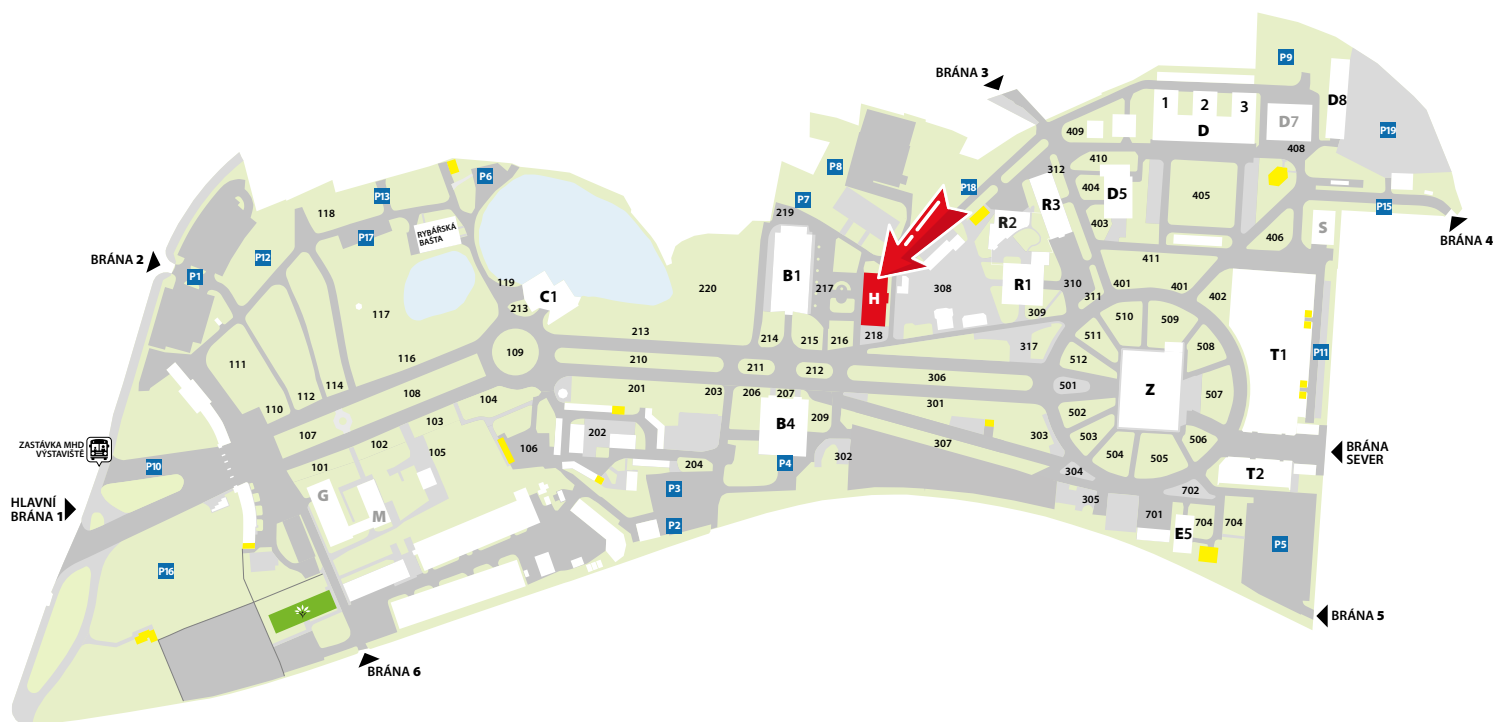 P9
BRÁNA 3
D8
1
2
3
D7
P19
D
409
408
410
312
P8
P18
P6
P13
404
D5
405
P7
R3
P15
118
219
R2
403
S
BRÁNA 4
P17
RYBÁŘSKÁ
BAŠTA
406
BRÁNA 2
P12
411
P1
B1
119
C1
217
H
308
R1
310
401
401
402
220
311
213
117
309
510
509
218
213
214
215
216
317
511
508
T1
P11
109
116
210
211
212
306
512
Z
111
114
108
201
203
206
207
501
507
112
104
301
110
103
B4
209
502
107
102
202
307
303
503
506
ZASTÁVKA MHD
VÝSTAVIŠTĚ
105
106
302
504
505
BRÁNA
SEVER
P10
101
204
P4
304
T2
HLAVNÍ
BRÁNA 1
G
M
P3
305
702
701
704
704
P2
E5
P5
P16
BRÁNA 5
BRÁNA 6